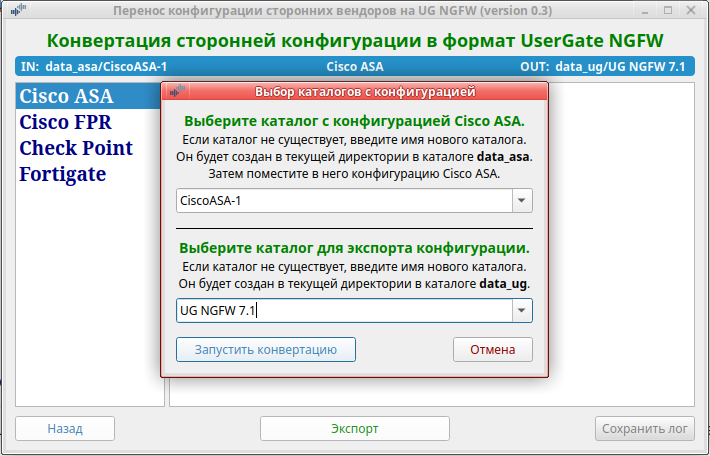 Перенос конфигурации сторонних вендоров на UG NGFW (version 0.3)
Конвертация сторонней конфигурации в формат UserGate NGFW
IN: data_asa/CiscoASA-1 Cisco ASA OUT: data_ug/UG NGFW 7.1
Cisco ASA
Cisco FPR
Check Point
Fortigate
Выбор каталогов с конфигурацией
Выберите каталог с конфигурацией Cisco ASA.
Если каталог не существует, введите имя нового каталога.
Он будет создан в текущей директории в каталоге data_asa.
Затем поместите в него конфигурацию Cisco ASA.
CiscoASA-1
Выберите каталог для экспорта конфигурации.
Если каталог не существует, введите имя нового каталога.
Он будет создан в текущей директории в каталоге data_ug.
UG NGFW 7.1
Запустить конвертацию Отмена
Назад Экспорт Сохранить лог